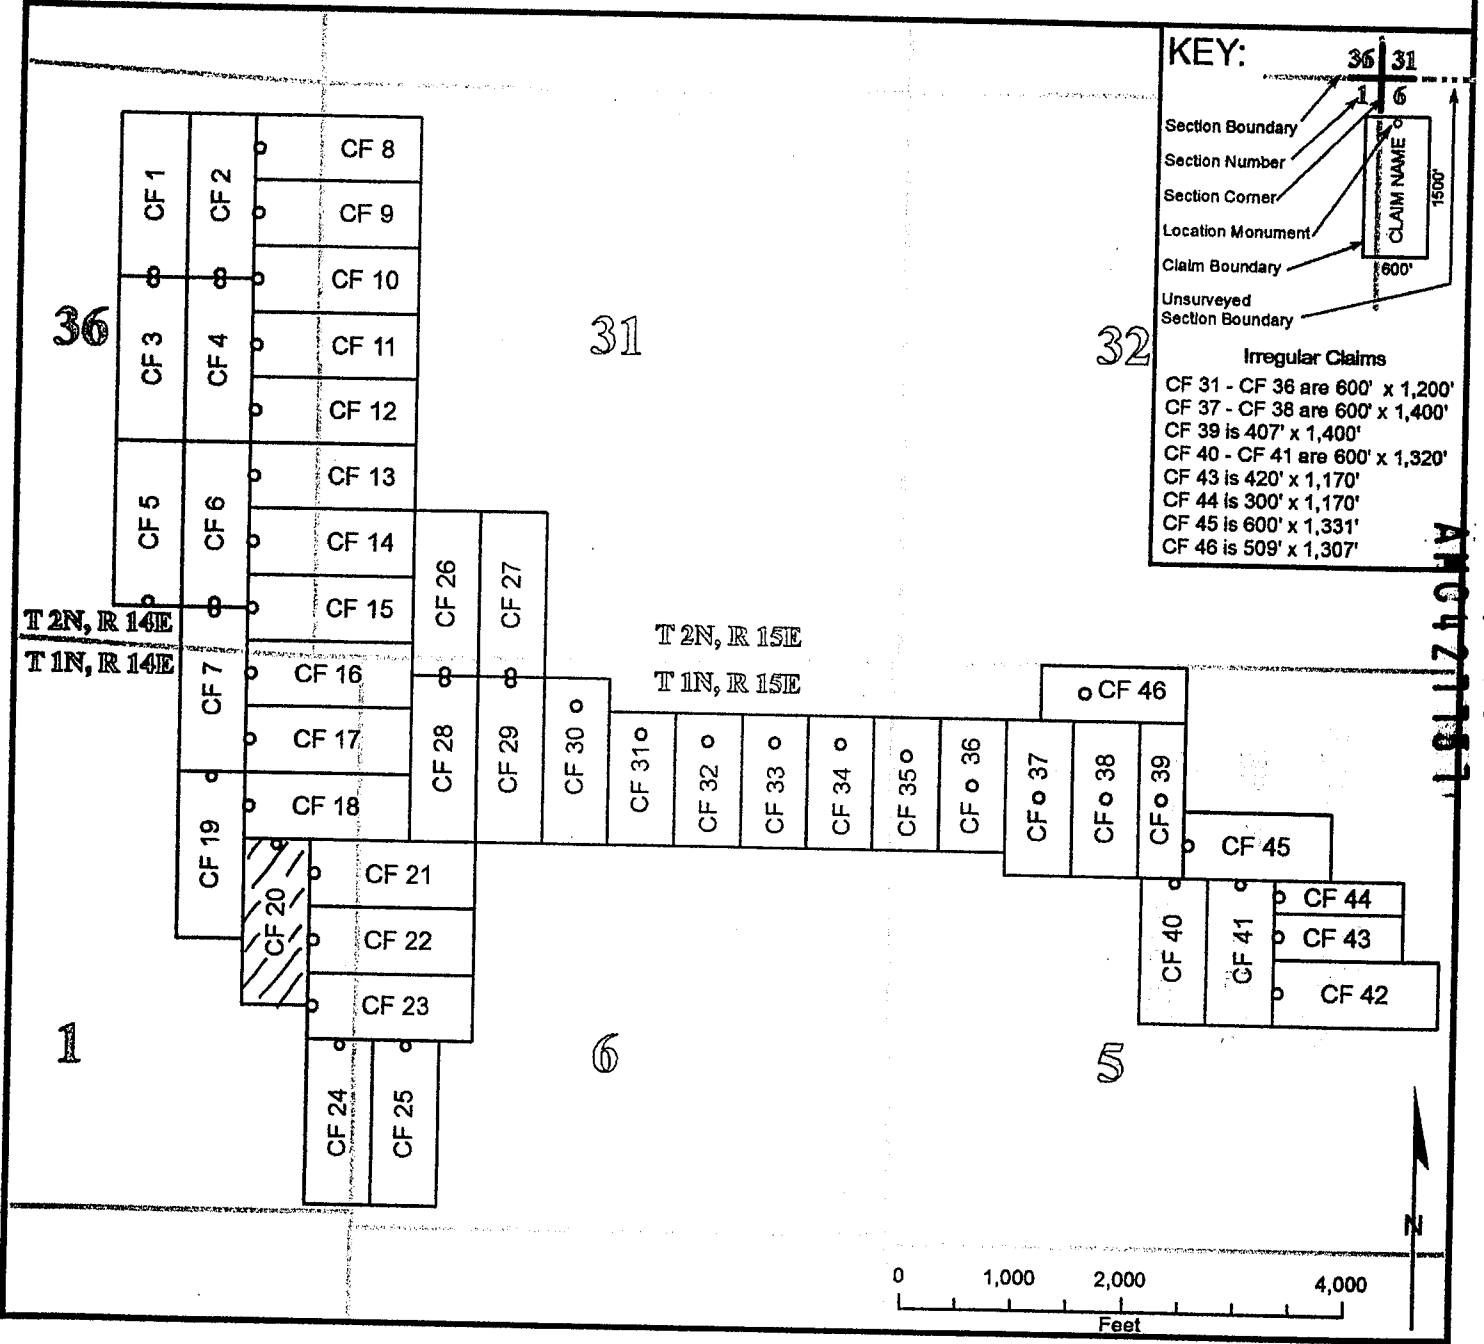 KEY:
36 31
1 6
Section Boundary
Section Number
Section Corner
Location Monument
Claim Boundary
Unsurveyed
Section Boundary
CLAIM NAME
1500'
600'
Irregular Claims
CF 31 - CF 36 are 600' x 1,200'
CF 37 - CF 38 are 600' x 1,400'
CF 39 is 407' x 1,400'
CF 40 - CF 41 are 600' x 1,320'
CF 43 is 420' x 1,170'
CF 44 is 300' x 1,170'
CF 45 is 600' x 1,331'
CF 46 is 509' x 1,307'
CF 1
CF 2
CF 8
CF 9
CF 10
36
CF 3
CF 4
CF 11
31
32
CF 12
CF 5
CF 6
CF 13
CF 14
CF 15
CF 26
CF 27
T 2N, R 14E
T 1N, R 14E
T 2N, R 15E
T 1N, R 15E
CF 7
CF 16
CF 17
CF 18
CF 28
CF 29
CF 30
CF 31
CF 32
CF 33
CF 34
CF 35
CF 36
CF 37
CF 38
CF 39
CF 46
CF 19
CF 20
CF 21
CF 22
CF 23
CF 45
CF 44
CF 43
CF 42
CF 40
CF 41
1
6
5
CF 24
CF 25
N
0 1,000 2,000 4,000
Feet